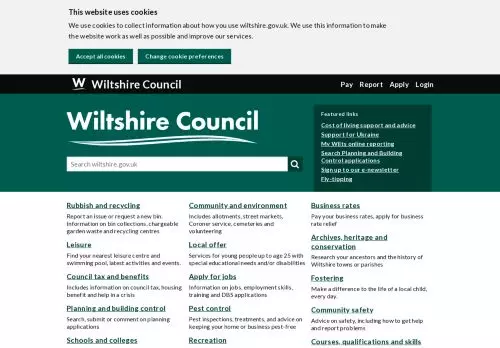 This website uses cookies
We use cookies to collect information about how you use wiltshire.gov.uk. We use this information to make
the website work as well as possible and improve our services.
Accept all cookies
Change cookie preferences
Wiltshire Council
Pay Report Apply Login
Wiltshire Council
Search wiltshire.gov.uk
Featured links
Cost of living support and advice
Support for Ukraine
My Wilts online reporting
Search Planning and Building
Control applications
Sign up to our e-newsletter
Fly-tipping
Rubbish and recycling
Report an issue or request a new bin.
Information on bin collections, chargeable
garden waste and recycling centres
Leisure
Find your nearest leisure centre and
swimming pool, latest activities and events.
Council tax and benefits
Includes information on council tax, housing
benefit and help in a crisis
Planning and building control
Search, submit or comment on planning
applications
Schools and colleges
Community and environment
Includes allotments, street markets,
Coroner service, cemeteries and
volunteering
Local offer
Services for young people up to age 25 with
special educational needs and/or disabilities
Apply for jobs
Information on jobs, employment skills,
training and DBS applications
Pest control
Pest inspections, treatments, and advice on
keeping your home or business pest-free
Recreation
Business rates
Pay your business rates, apply for business
rate relief
Archives, heritage and
conservation
Research your ancestors and the history of
Wiltshire towns or parishes
Fostering
Make a difference to the life of a local child,
every day.
Community safety
Advice on safety, including how to get help
and report problems
Courses, qualifications & skills